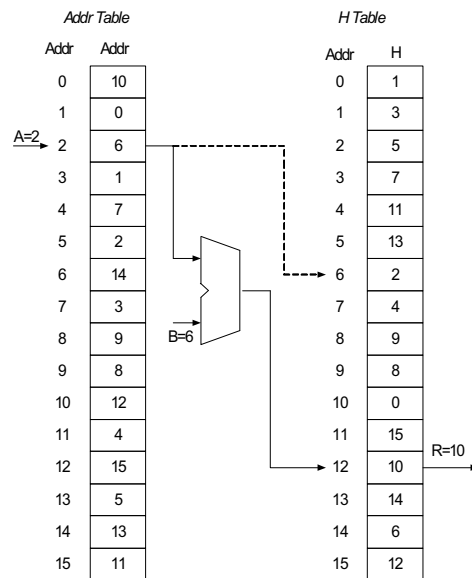 Addr Table H Table
Addr Addr Addr H
0 10 0 1
1 0 1 3
A=2 2 6 2 5
3 1 3 7
4 7 4 11
5 2 5 13
6 14 6 2
7 3 7 4
B=6
8 9 8 9
9 8 9 8
10 12 10 0
11 4 11 15
R=10
12 15 12 10
13 5 13 14
14 13 14 6
15 11 15 12